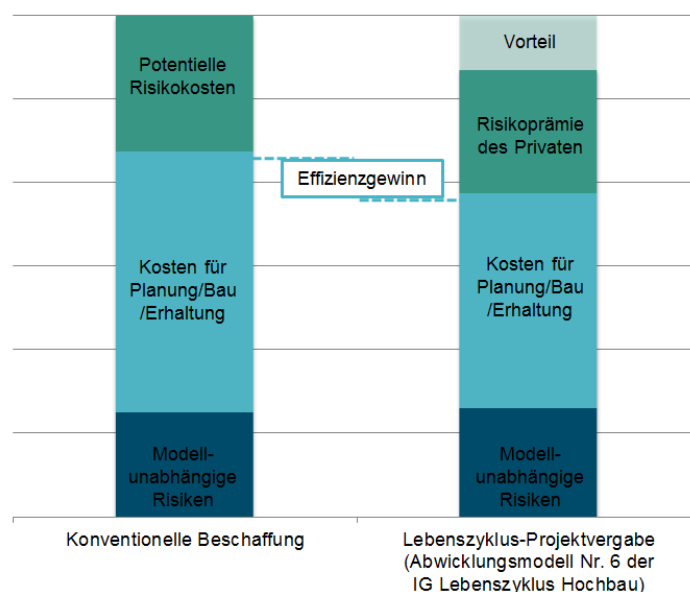 Potentielle
Risikokosten
Kosten für
Planung/Bau
/Erhaltung
Modell-
unabhängige
Risiken
Effizienzgewinn
Vorteil
Risikoprämie
des Privaten
Kosten für
Planung/Bau
/Erhaltung
Modell-
unabhängige
Risiken
Konventionelle Beschaffung
Lebenszyklus-Projektvergabe
(Abwicklungsmodell Nr. 6 der
IG Lebenszyklus Hochbau)